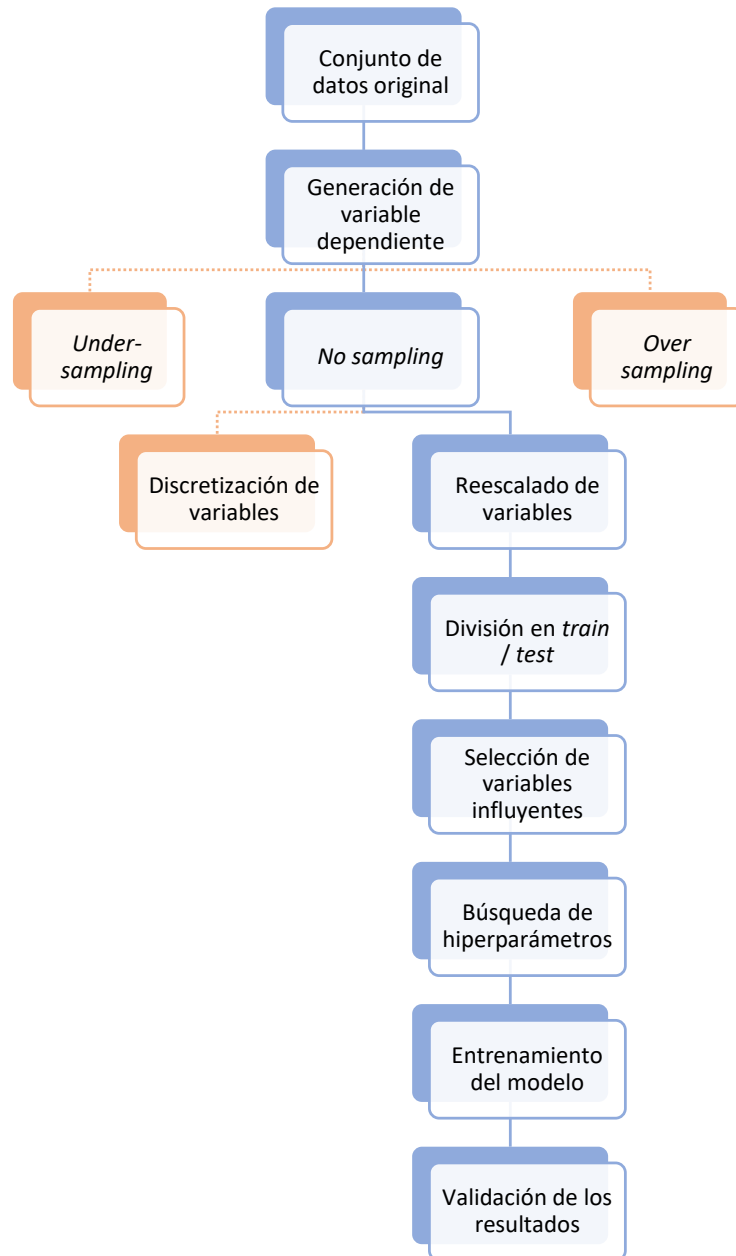 Conjunto de
datos original
Generación de
variable
dependiente
Under-
sampling
No sampling
Over
sampling
Discretización de
variables
Reescalado de
variables
División en train
/ test
Selección de
variables
influyentes
Búsqueda de
hiperparámetros
Entrenamiento
del modelo
Validación de los
resultados